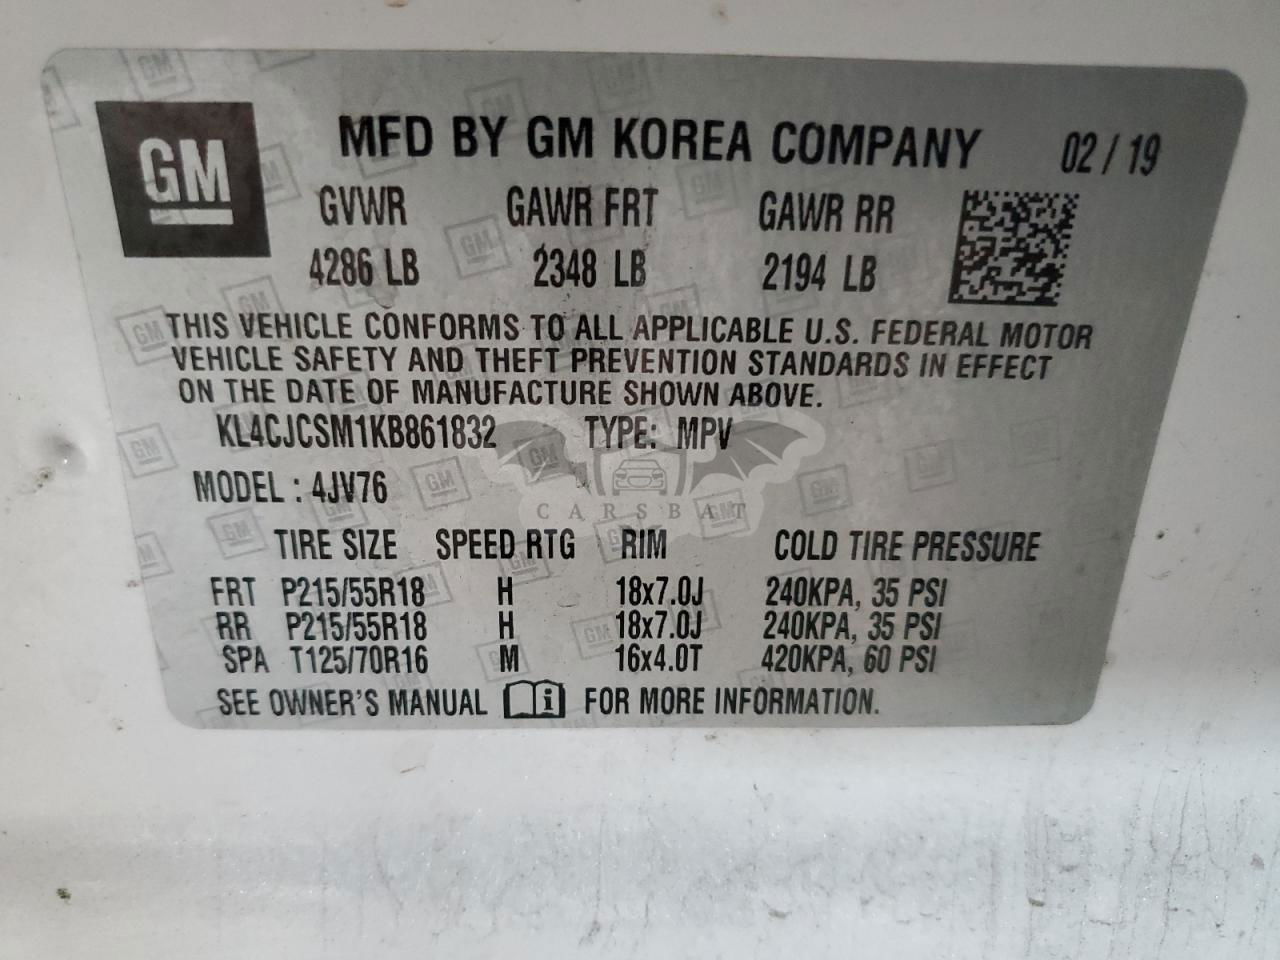 GM
MFD BY GM KOREA COMPANY 02 / 19
GVWR GAWR FRT GAWR RR
4286 LB 2348 LB 2194 LB
THIS VEHICLE CONFORMS TO ALL APPLICABLE U.S. FEDERAL MOTOR
VEHICLE SAFETY AND THEFT PREVENTION STANDARDS IN EFFECT
ON THE DATE OF MANUFACTURE SHOWN ABOVE.
KL4CJCSM1KB861832 TYPE: MPV
MODEL : 4JV76
CARSBAT
TIRE SIZE SPEED RTG RIM COLD TIRE PRESSURE
FRT P215/55R18 H 18x7.0J 240KPA, 35 PSI
RR P215/55R18 H 18x7.0J 240KPA, 35 PSI
SPA T125/70R16 M 16x4.0T 420KPA, 60 PSI
SEE OWNER'S MANUAL i FOR MORE INFORMATION.